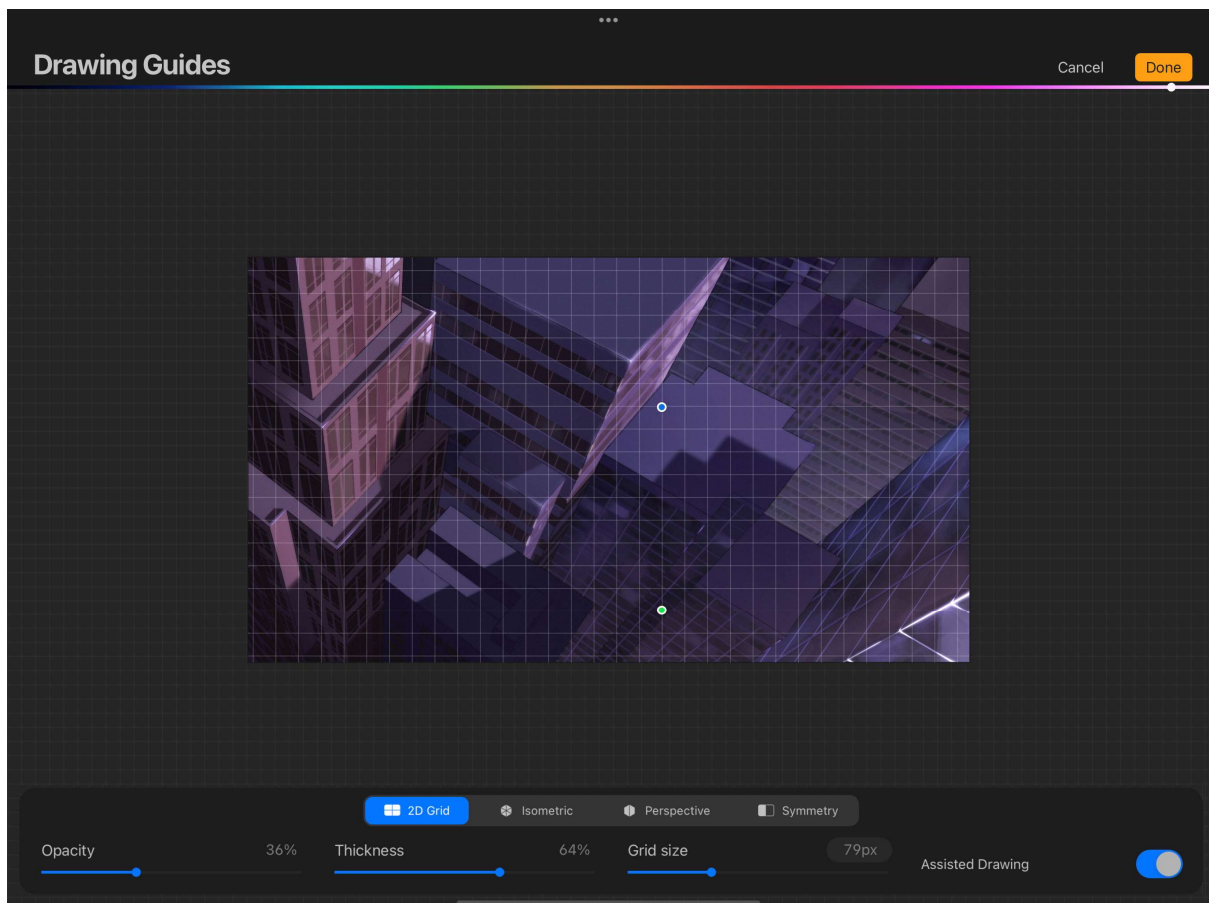 Drawing Guides
Cancel
Done
2D Grid
Isometric
Perspective
Symmetry
Opacity 36%
Thickness 64%
Grid size 79px
Assisted Drawing